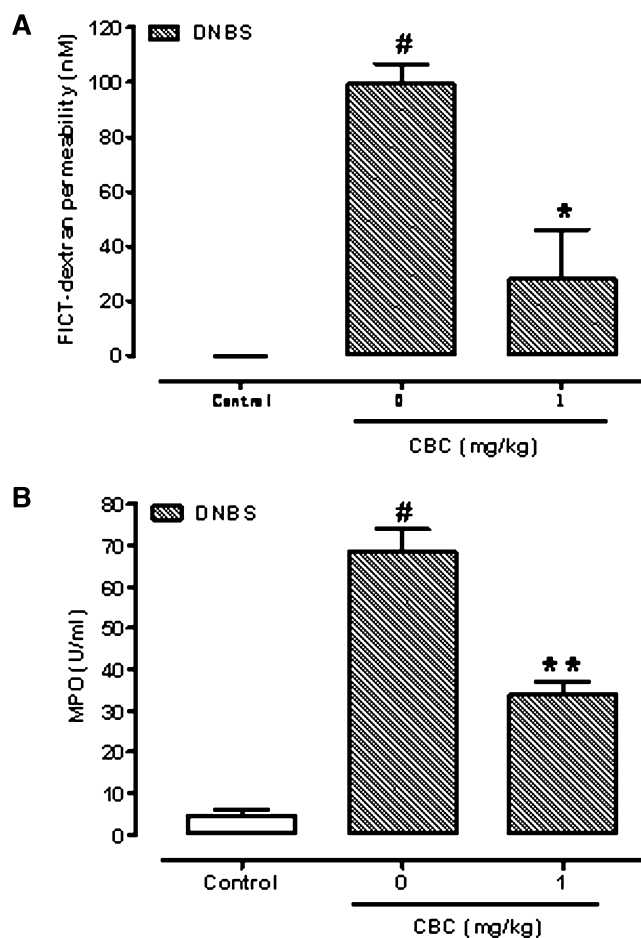 A
DNBS
FICT-dextran permeability (nM)
120
100
80
60
40
20
0
#
*
Control 0 1
CBC (mg/kg)
B
DNBS
MPO (U/ml)
80
70
60
50
40
30
20
10
0
#
**
Control 0 1
CBC (mg/kg)